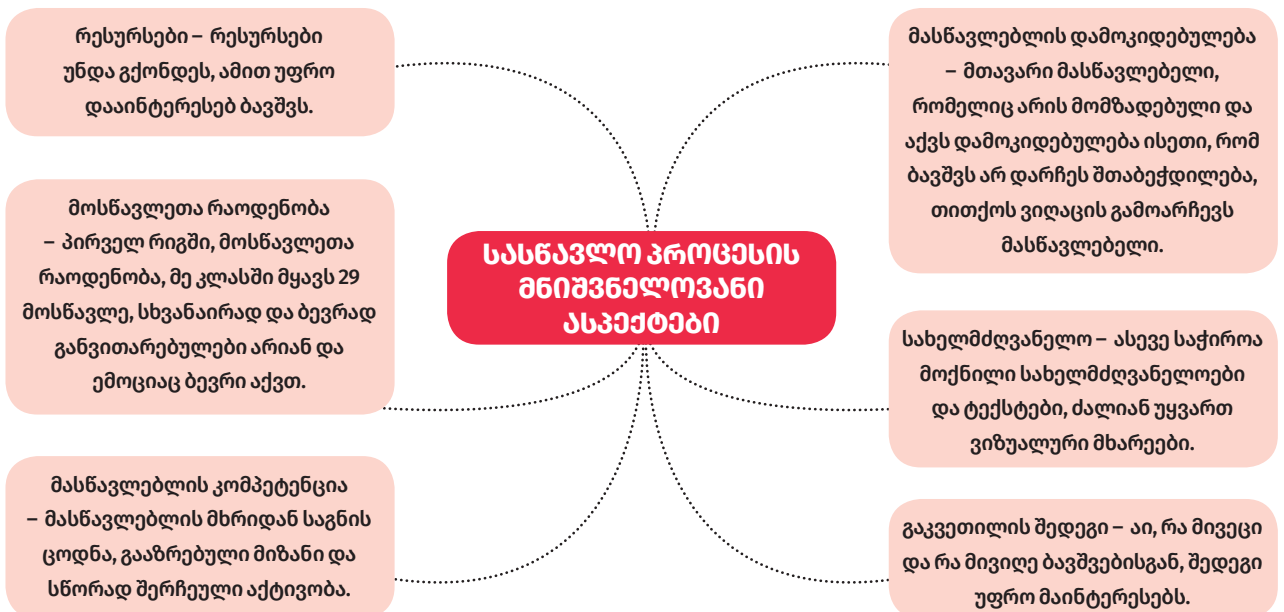 რესურსები – რესურსები
უნდა გქონდეს, ამით უფრო
დააინტერესებ ბავშვს.
მოსწავლეთა რაოდენობა
– პირველ რიგში, მოსწავლეთა
რაოდენობა, მე კლასში მყავს 29
მოსწავლე, სხვანაირად და ბევრად
განვითარებულები არიან და
ემოციაც ბევრი აქვთ.
მასწავლებლის კომპეტენცია
– მასწავლებლის მხრიდან საგნის
ცოდნა, გააზრებული მიზანი და
სწორად შერჩეული აქტივობა.
სასწავლო პროცესის
მნიშვნელოვანი
ასპექტები
მასწავლებლის დამოკიდებულება
– მთავარი მასწავლებელი,
რომელიც არის მომზადებული და
აქვს დამოკიდებულება ისეთი, რომ
ბავშვს არ დარჩეს შთაბეჭდილება,
თითქოს ვიღაცის გამოარჩევს
მასწავლებელი.
სახელმძღვანელო – ასევე საჭიროა
მოქნილი სახელმძღვანელოები
და ტექსტები, ძალიან უყვართ
ვიზუალური მხარეები.
გაკვეთილის შედეგი – აი, რა მივეცი
და რა მივიღე ბავშვებისგან, შედეგი
უფრო მაინტერესებს.